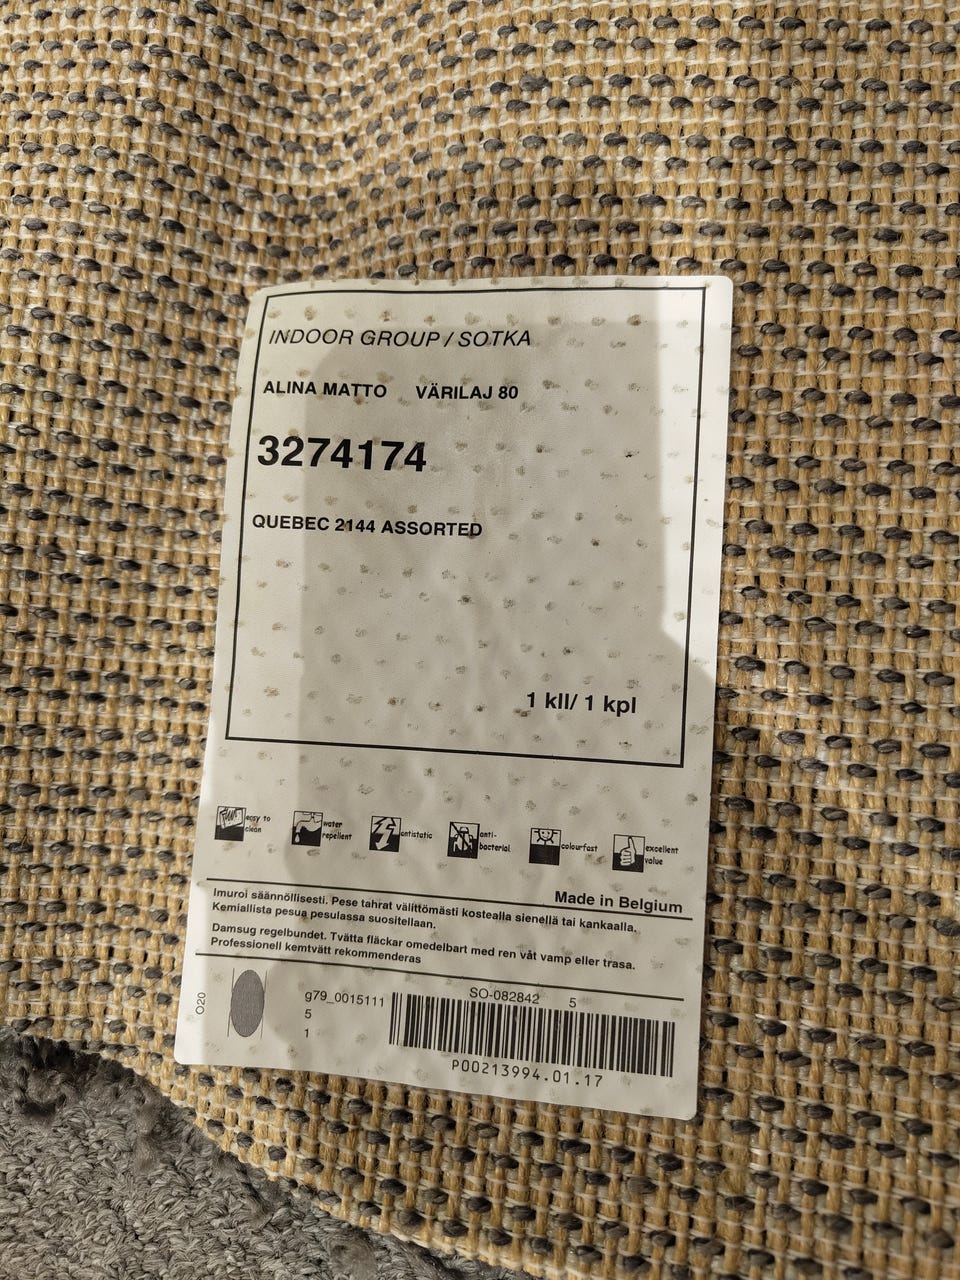 INDOOR GROUP / SOTKA
ALINA MATTO VÄRILAJ 80
3274174
QUEBEC 2144 ASSORTED
1 kll/ 1 kpl
easy to
clean
water
repellent
antistatic
anti-
bacterial
colourfast
excellent
value
Made in Belgium
Imuroi säännöllisesti. Pese tahrat välittömästi kostealla sienellä tai kankaalla.
Kemiallista pesua pesulassa suositellaan.
Damsug regelbundet. Tvätta fläckar omedelbart med ren våt vamp eller trasa.
Professionell kemtvätt rekommenderas
O20
g79_0015111
5
1
SO-082842 5
P00213994.01.17